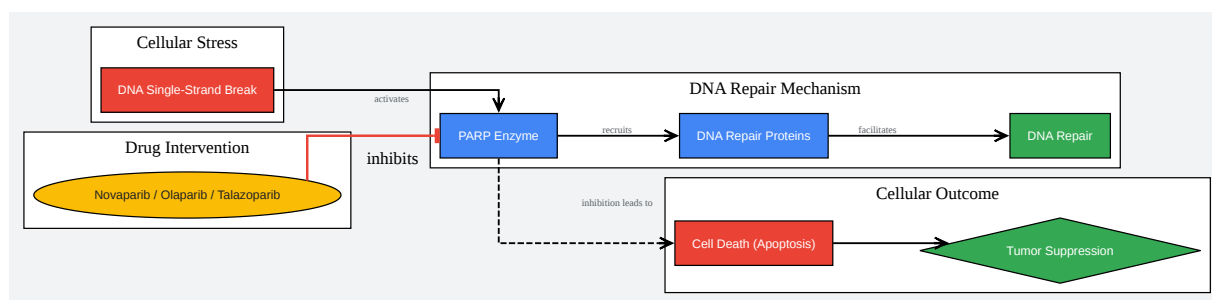 Cellular Stress
DNA Single-Strand Break
activates
DNA Repair Mechanism
PARP Enzyme
recruits
DNA Repair Proteins
facilitates
DNA Repair
Drug Intervention
inhibits
Novaparib / Olaparib / Talazoparib
inhibition leads to
Cellular Outcome
Cell Death (Apoptosis)
Tumor Suppression